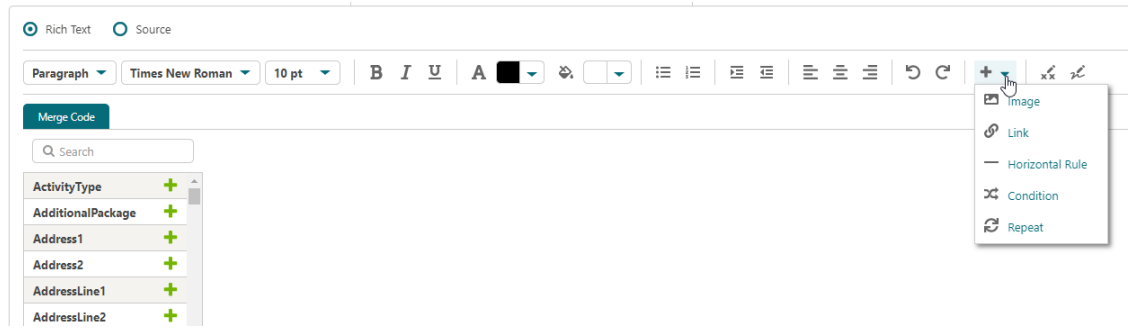 Rich Text Source
Paragraph Times New Roman 10 pt B I U A
Image
Merge Code
Link
Search
Horizontal Rule
ActivityType
Condition
AdditionalPackage
Repeat
Address1
Address2
AddressLine1
AddressLine2